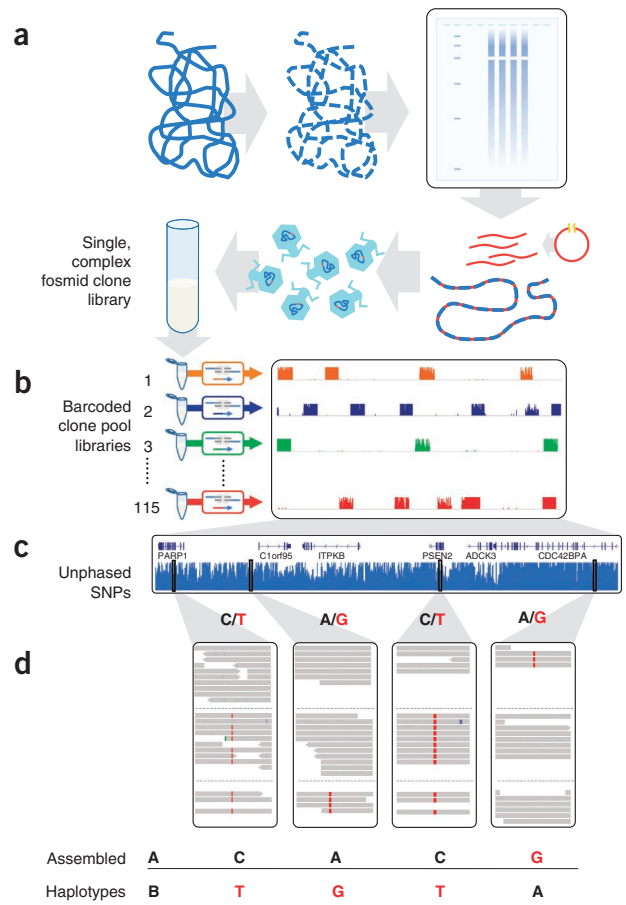 a
Single,
complex
fosmid clone
library
b
1
2
3
115
Barcoded
clone pool
libraries
c
PARP1 C1orf95 ITPKB PSEN2 ADCK3 CDC42BPA
Unphased
SNPs
C/T A/G C/T A/G
d
Assembled A C A C G
Haplotypes B T G T A